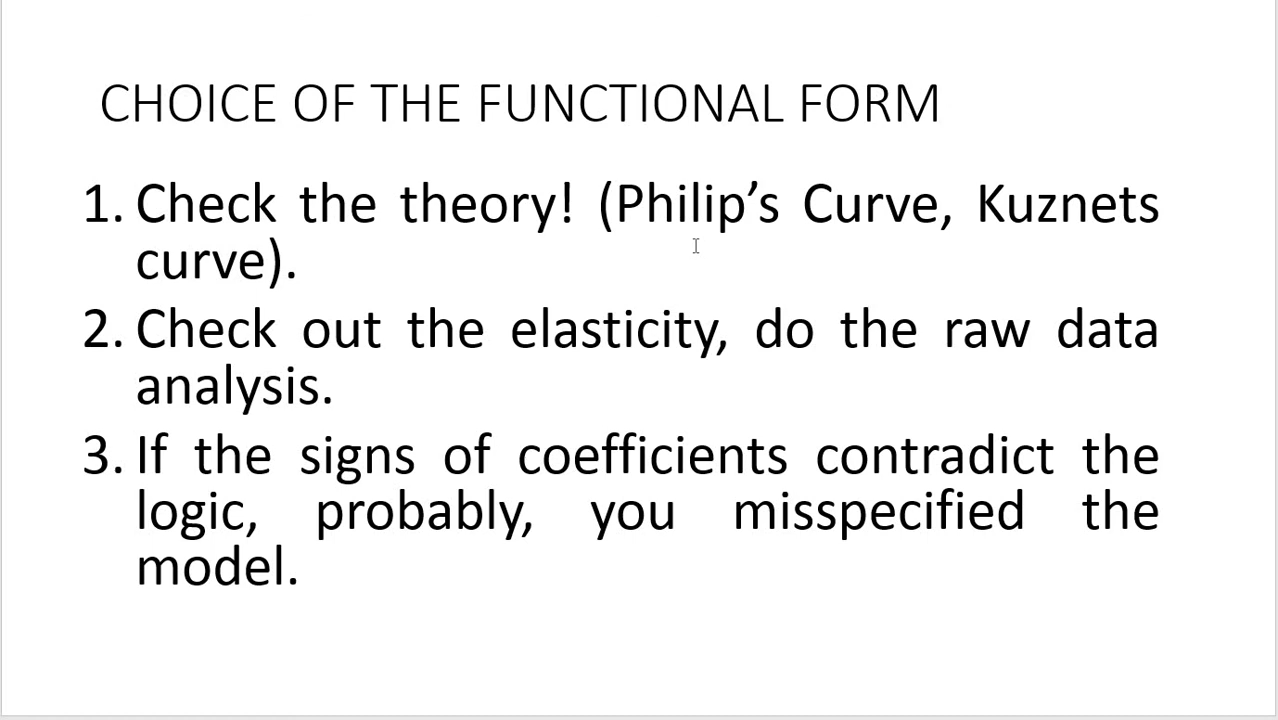 CHOICE OF THE FUNCTIONAL FORM
1. Check the theory! (Philip’s Curve, Kuznets
curve).
2. Check out the elasticity, do the raw data
analysis.
3. If the signs of coefficients contradict the
logic, probably, you misspecified the
model.